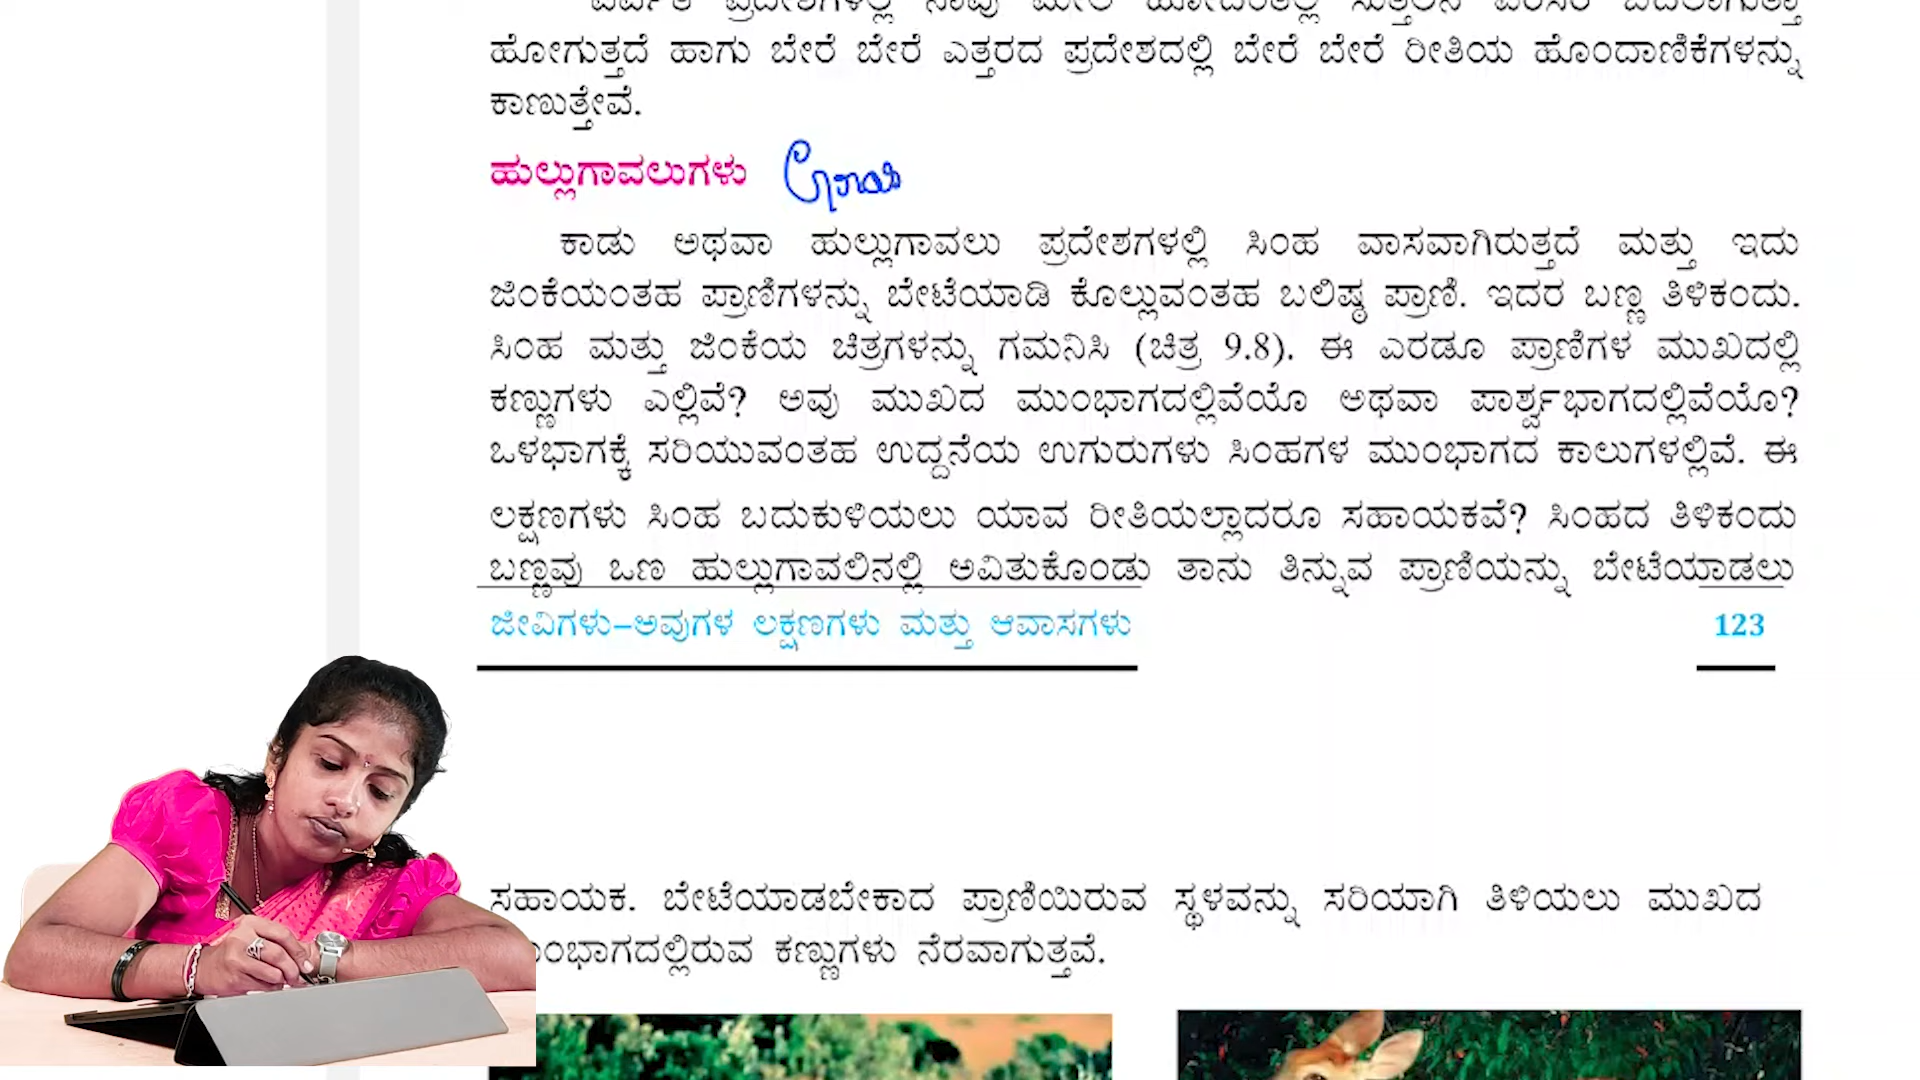 ಹೋಗುತ್ತದೆ ಹಾಗು ಬೇರೆ ಬೇರೆ ಎತ್ತರದ ಪ್ರದೇಶದಲ್ಲಿ ಬೇರೆ ಬೇರೆ ರೀತಿಯ ಹೊಂದಾಣಿಕೆಗಳನ್ನು
ಕಾಣುತ್ತೇವೆ.
ಹುಲ್ಲುಗಾವಲುಗಳು
ಕಾಡು ಅಥವಾ ಹುಲ್ಲುಗಾವಲು ಪ್ರದೇಶಗಳಲ್ಲಿ ಸಿಂಹ ವಾಸವಾಗಿರುತ್ತದೆ ಮತ್ತು ಇದು
ಜಿಂಕೆಯಂತಹ ಪ್ರಾಣಿಗಳನ್ನು ಬೇಟೆಯಾಡಿ ಕೊಲ್ಲುವಂತಹ ಬಲಿಷ್ಠ ಪ್ರಾಣಿ. ಇದರ ಬಣ್ಣ ತಿಳಿಕಂದು.
ಸಿಂಹ ಮತ್ತು ಜಿಂಕೆಯ ಚಿತ್ರಗಳನ್ನು ಗಮನಿಸಿ (ಚಿತ್ರ 9.8). ಈ ಎರಡೂ ಪ್ರಾಣಿಗಳ ಮುಖದಲ್ಲಿ
ಕಣ್ಣುಗಳು ಎಲ್ಲಿವೆ? ಅವು ಮುಖದ ಮುಂಭಾಗದಲ್ಲಿವೆಯೊ ಅಥವಾ ಪಾರ್ಶ್ವಭಾಗದಲ್ಲಿವೆಯೊ?
ಒಳಭಾಗಕ್ಕೆ ಸರಿಯುವಂತಹ ಉದ್ದನೆಯ ಉಗುರುಗಳು ಸಿಂಹಗಳ ಮುಂಭಾಗದ ಕಾಲುಗಳಲ್ಲಿವೆ. ಈ
ಲಕ್ಷಣಗಳು ಸಿಂಹ ಬದುಕುಳಿಯಲು ಯಾವ ರೀತಿಯಲ್ಲಾದರೂ ಸಹಾಯಕವೆ? ಸಿಂಹದ ತಿಳಿಕಂದು
ಬಣ್ಣವು ಒಣ ಹುಲ್ಲುಗಾವಲಿನಲ್ಲಿ ಅವಿತುಕೊಂಡು ತಾನು ತಿನ್ನುವ ಪ್ರಾಣಿಯನ್ನು ಬೇಟೆಯಾಡಲು
ಜೀವಿಗಳು–ಅವುಗಳ ಲಕ್ಷಣಗಳು ಮತ್ತು ಆವಾಸಗಳು 123
ಸಹಾಯಕ. ಬೇಟೆಯಾಡಬೇಕಾದ ಪ್ರಾಣಿಯಿರುವ ಸ್ಥಳವನ್ನು ಸರಿಯಾಗಿ ತಿಳಿಯಲು ಮುಖದ
ಕಣ್ಣುಗಳು ನೆರವಾಗುತ್ತವೆ.